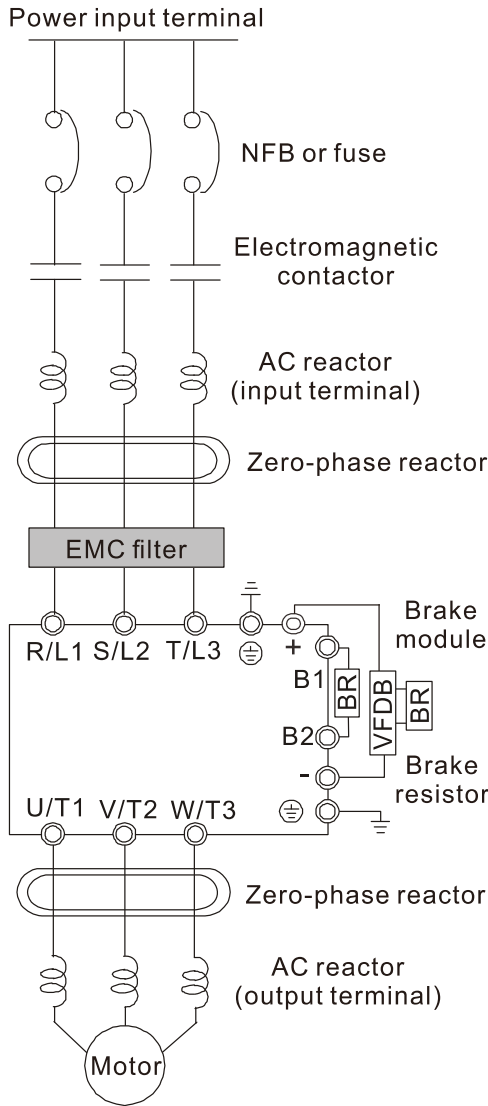 Power input terminal
NFB or fuse
Electromagnetic
contactor
AC reactor
(input terminal)
Zero-phase reactor
EMC filter
R/L1 S/L2 T/L3
+
Brake
module
B1
BR
VFDB
BR
B2
-
Brake
resistor
U/T1 V/T2 W/T3
Zero-phase reactor
AC reactor
(output terminal)
Motor